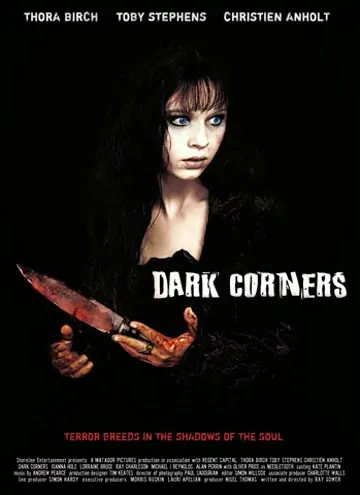 THORA BIRCH TOBY STEPHENS CHRISTIEN ANHOLT
DARK CORNERS
TERROR BREEDS IN THE SHADOWS OF THE SOUL
Shoreline Entertainment presents A MATADOR PICTURES production in association with REGENT CAPITAL THORA BIRCH TOBY STEPHENS CHRISTIEN ANHOLT
DARK CORNERS GLENNA HOLE LORRAINE BRUCE RAY CHARLESON MICHAEL J REYNOLDS ALAN PERRIN with OLIVER PRICE as NEEDLETOOTH casting KATE PLANTIN
music by ANDREW PEARCE production designer TIM KEATES director of photography PAUL SADOURIAN editor SIMON MILLSOX associate producer CHARLOTTE WALLS
line producer SIMON HARDY executive producers MORRIS RUSKIN LAURI APELIAN producer NIGEL THOMAS written and directed by RAY GOWER